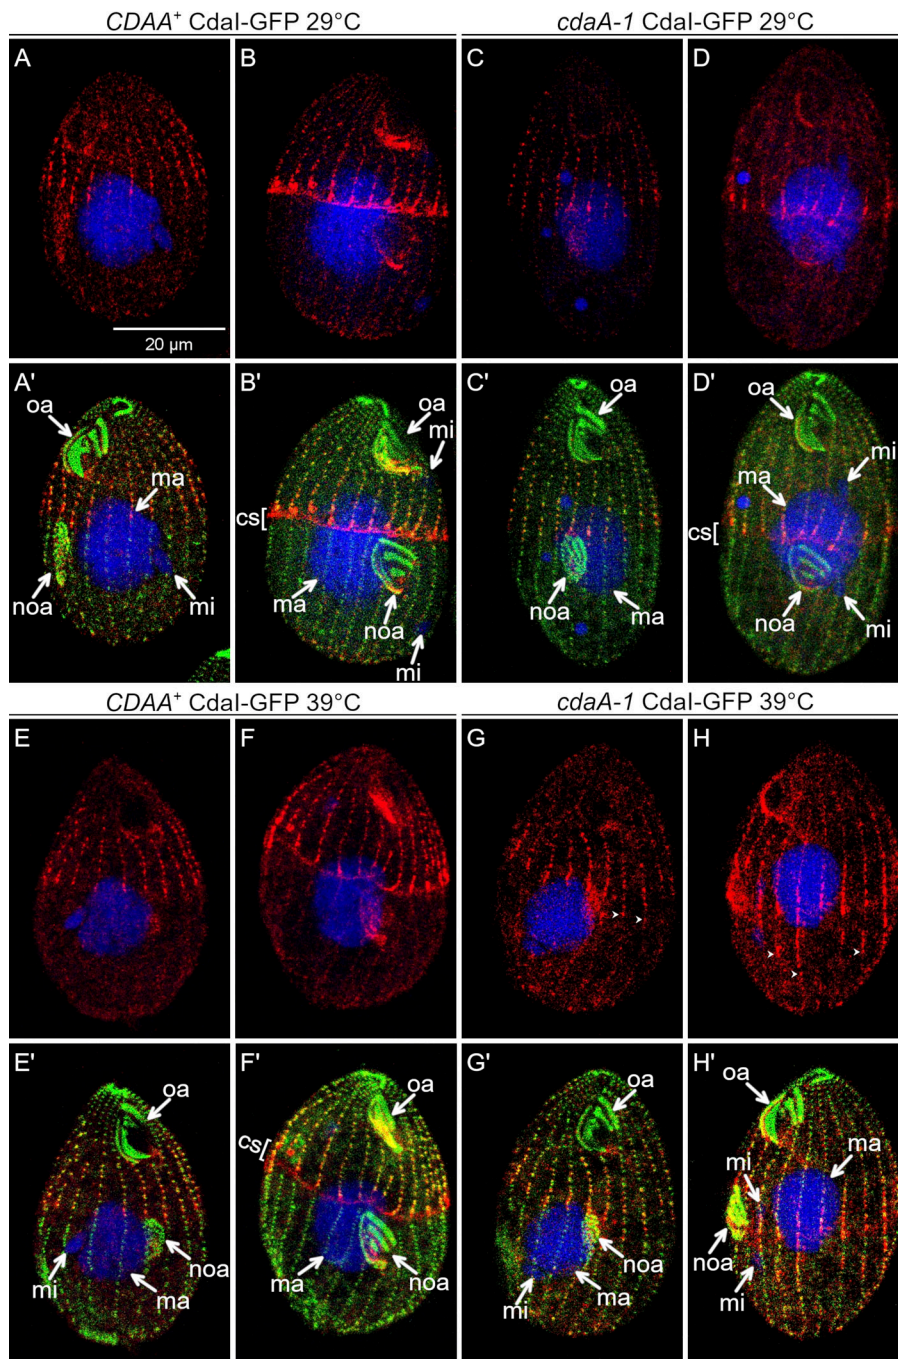 CDAA⁺ CdaI-GFP 29°C cdaA-1 CdaI-GFP 29°C
A B C D
20 µm
A' B' C' D'
oa oa oa oa
mi mi
ma ma
cs[ cs[
noa ma noa ma noa
mi noa mi mi
CDAA⁺ CdaI-GFP 39°C cdaA-1 CdaI-GFP 39°C
E F G H
E' F' G' H'
oa oa oa oa
cs[ mi ma
noa noa noa noa
mi ma ma mi ma mi